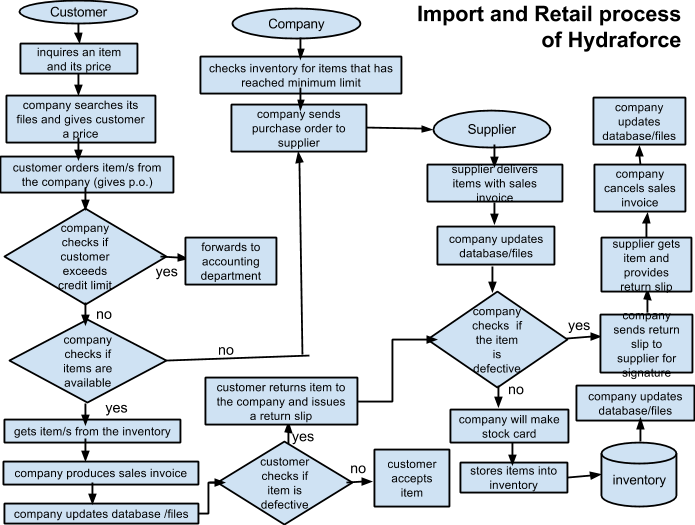 Import and Retail process
of Hydraforce
Customer
inquires an item
and its price
company searches its
files and gives customer
a price
customer orders item/s from
the company (gives p.o.)
company
checks if
customer
exceeds
credit limit
yes
forwards to
accounting
department
no
company
checks if
items are
available
no
yes
gets item/s from the inventory
company produces sales invoice
company updates database /files
customer
checks if
item is
defective
no
customer
accepts
item
yes
customer returns item to
the company and issues
a return slip
Company
checks inventory for items that has
reached minimum limit
company sends
purchase order to
supplier
Supplier
supplier delivers
items with sales
invoice
company updates
database/files
company
checks if
the item
is
defective
yes
company
sends return
slip to
supplier for
signature
supplier gets
item and
provides
return slip
company
cancels sales
invoice
company
updates
database/files
no
company will make
stock card
stores items into
inventory
inventory
company updates
database/files